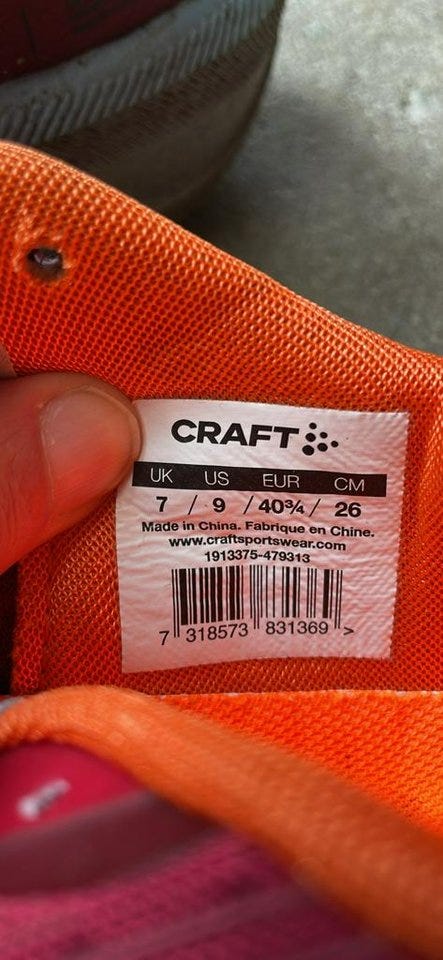 CRAFT
UK US EUR CM
7 / 9 / 40¾ / 26
Made in China. Fabrique en Chine.
www.craftsportswear.com
1913375-479313
7 318573 831369 >